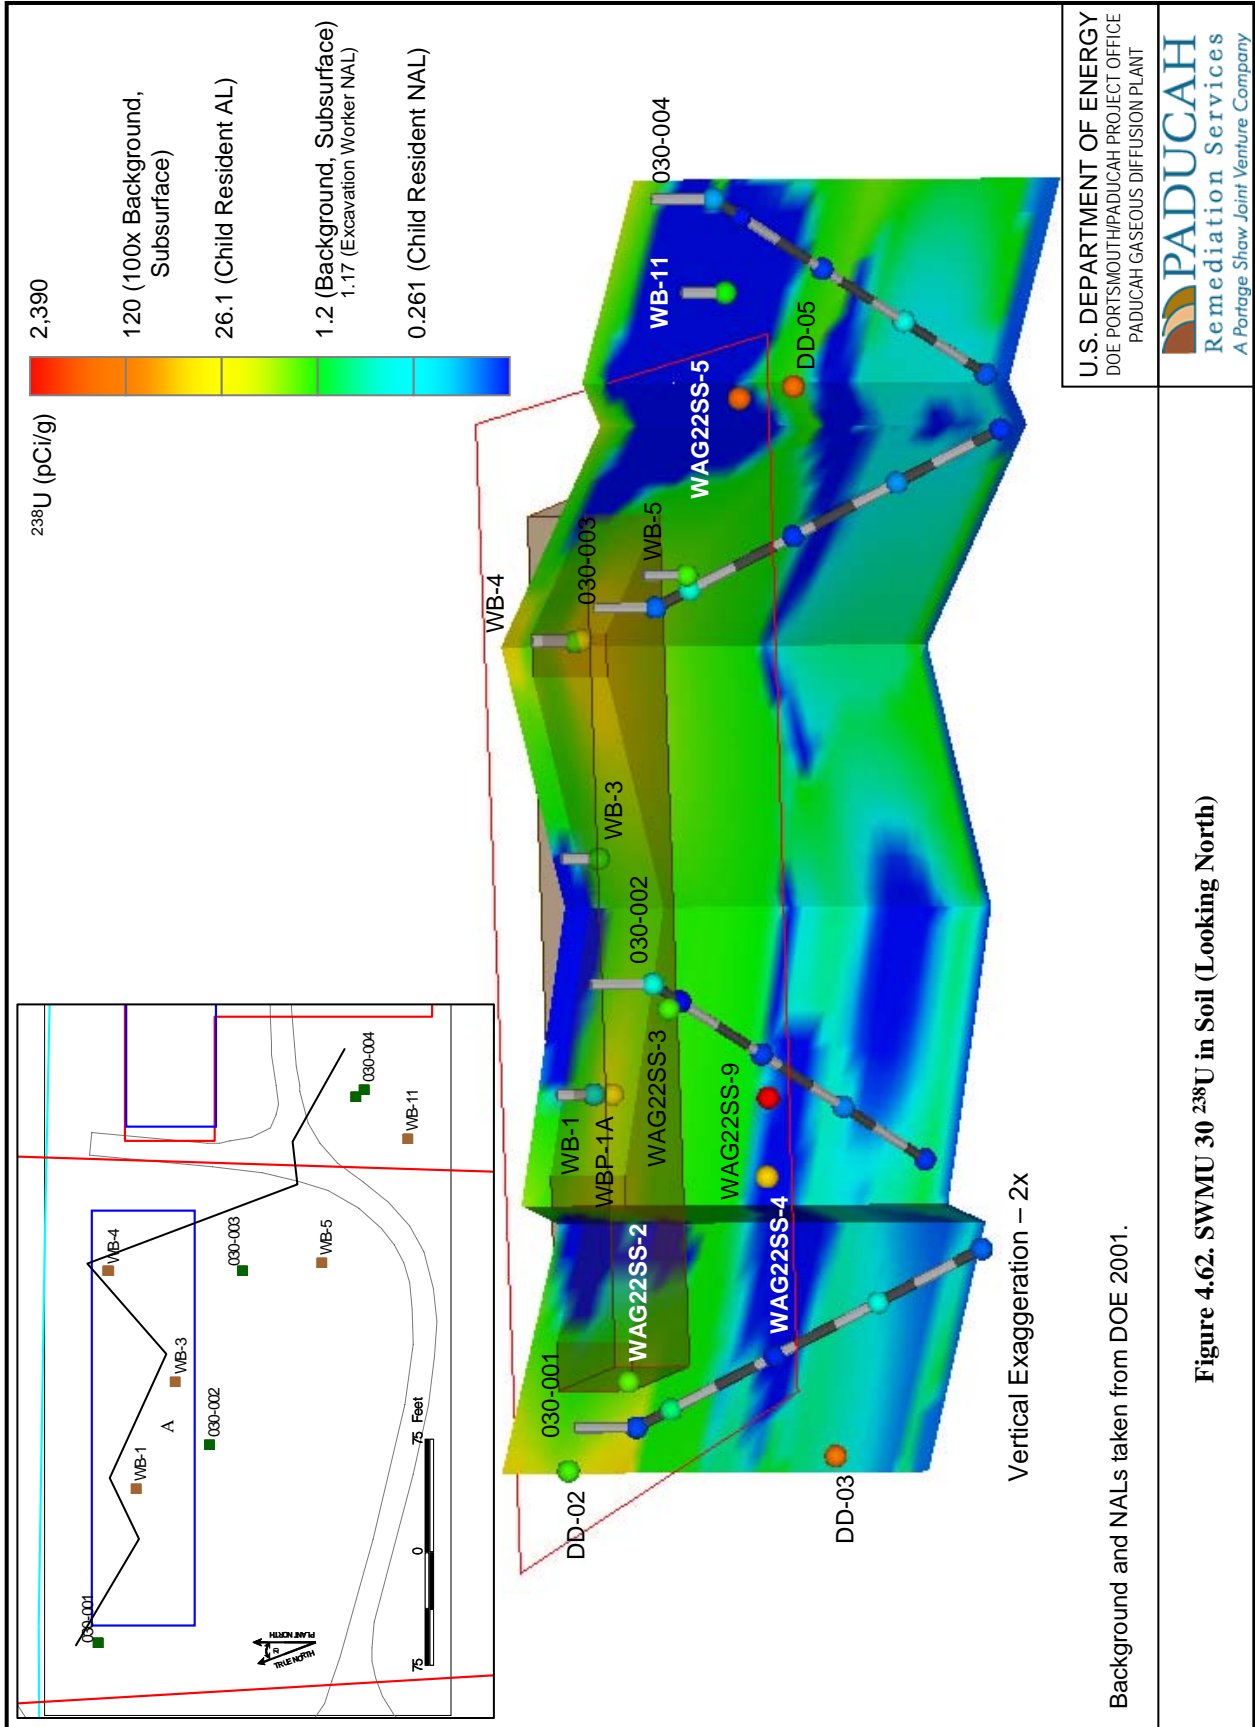 ²³⁸U (pCi/g)
2,390
120 (100x Background,
Subsurface)
26.1 (Child Resident AL)
1.2 (Background, Subsurface)
1.17 (Excavation Worker NAL)
0.261 (Child Resident NAL)
030-001
WB-1
A
WB-3
WB-4
030-002
030-003
WB-5
WB-11
030-004
TRUE NORTH
PLANT NORTH
75
0
75 Feet
DD-02
030-001
WAG22SS-2
WB-1
WBP-1A
WAG22SS-3
030-002
WB-3
WB-4
030-003
WB-5
WAG22SS-5
WB-11
030-004
DD-05
WAG22SS-9
WAG22SS-4
DD-03
Vertical Exaggeration – 2x
Background and NALs taken from DOE 2001.
U.S. DEPARTMENT OF ENERGY
DOE PORTSMOUTH/PADUCAH PROJECT OFFICE
PADUCAH GASEOUS DIFFUSION PLANT
PADUCAH
Remediation Services
A Portage Shaw Joint Venture Company
Figure 4.62. SWMU 30 ²³⁸U in Soil (Looking North)